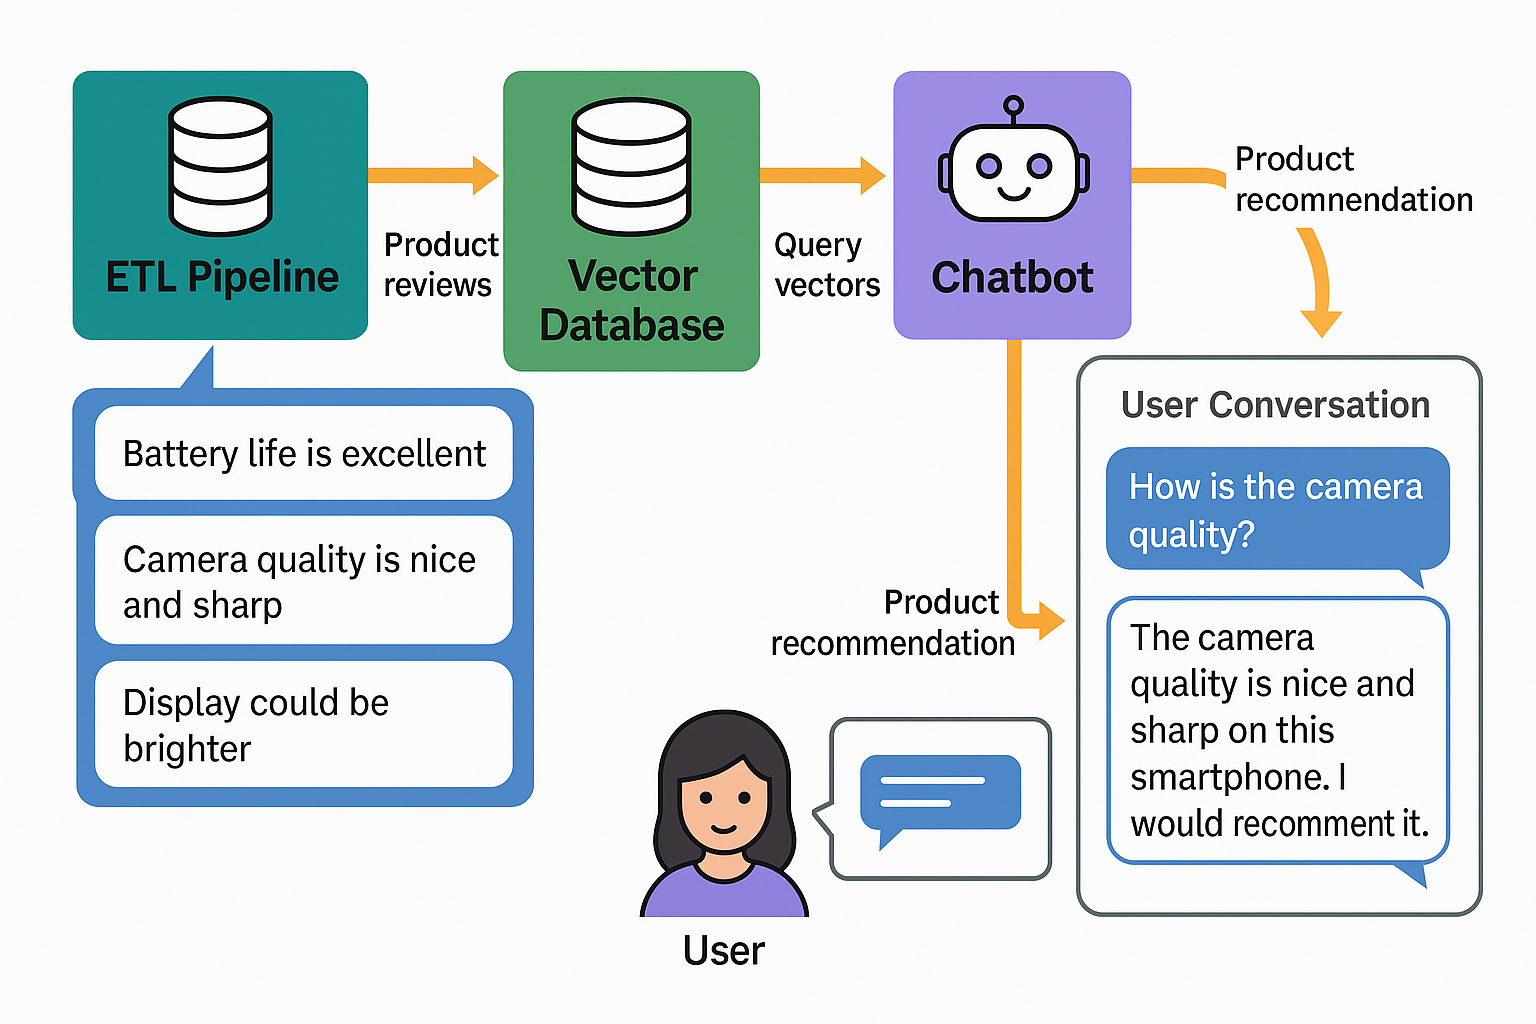 ETL Pipeline
Product
reviews
Vector
Database
Query
vectors
Chatbot
Product
recomnendation
Battery life is excellent
Camera quality is nice
and sharp
Display could be
brighter
Product
recommendation
User Conversation
How is the camera
quality?
The camera
quality is nice and
sharp on this
smartphone. I
would recomment it.
User